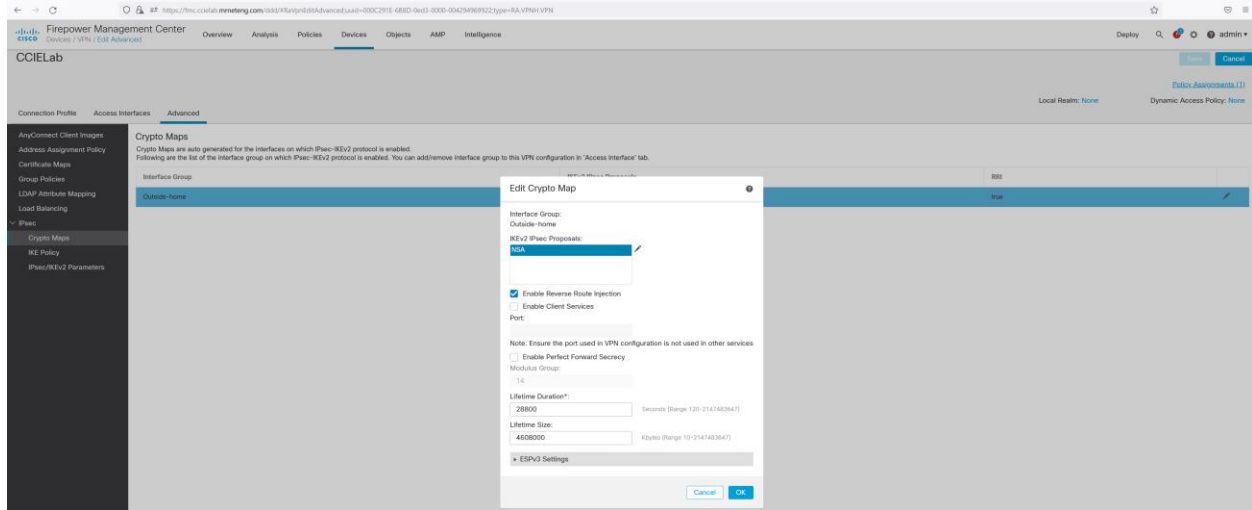 https://fmc.ccielab.mrneteng.com/ddd/#RaVpnEditAdvanced;uuid=000C291E-6B8D-0ed3-0000-004294969922;type=RA.VPNH.VPN
CISCO Firepower Management Center Overview Analysis Policies Devices Objects AMP Intelligence Deploy admin
Devices / VPN / Edit Advanced
CCIELab Save Cancel
Policy Assignments (1)
Local Realm: None Dynamic Access Policy: None
Connection Profile Access Interfaces Advanced
AnyConnect Client Images
Address Assignment Policy
Certificate Maps
Group Policies
LDAP Attribute Mapping
Load Balancing
IPsec
Crypto Maps
IKE Policy
IPsec/IKEv2 Parameters
Crypto Maps
Crypto Maps are auto generated for the interfaces on which IPsec-IKEv2 protocol is enabled.
Following are the list of the interface group on which IPsec-IKEv2 protocol is enabled. You can add/remove interface group to this VPN configuration in 'Access Interface' tab.
Interface Group IKEv2 IPsec Proposals RRI
Outside-home true
Edit Crypto Map
Interface Group:
Outside-home
IKEv2 IPsec Proposals:
NSA
Enable Reverse Route Injection
Enable Client Services
Port:
Note: Ensure the port used in VPN configuration is not used in other services
Enable Perfect Forward Secrecy
Modulus Group:
14
Lifetime Duration*:
28800 Seconds (Range 120-2147483647)
Lifetime Size:
4608000 Kbytes (Range 10-2147483647)
ESPv3 Settings
Cancel OK